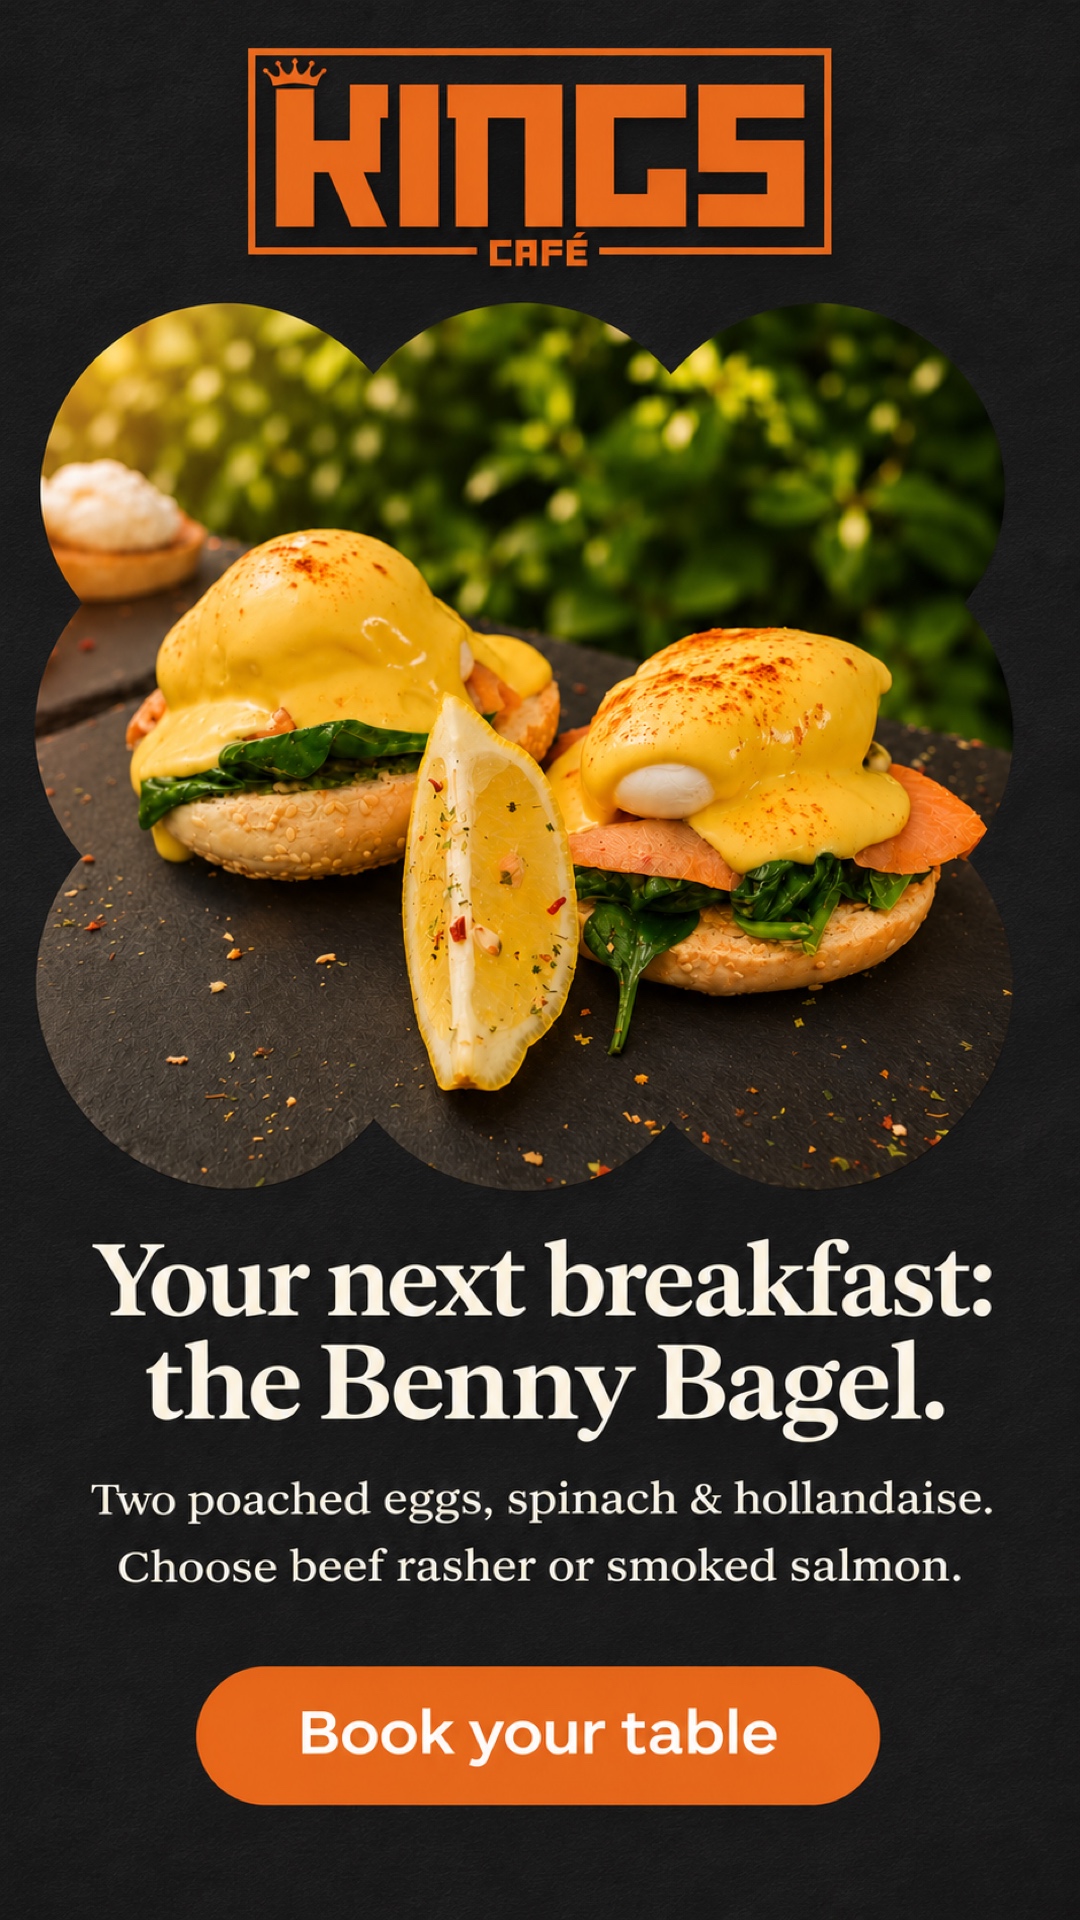 KINGS
CAFÉ
Your next breakfast:
the Benny Bagel.
Two poached eggs, spinach & hollandaise.
Choose beef rasher or smoked salmon.
Book your table